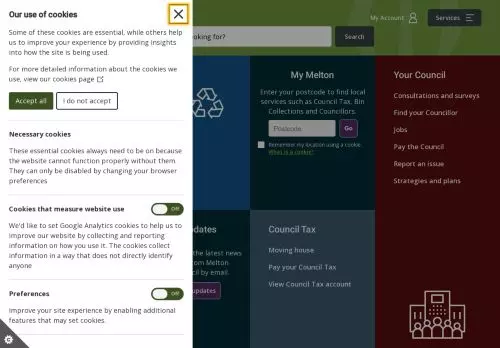 Our use of cookies
Some of these cookies are essential, while others help
us to improve your experience by providing insights
into how the site is being used.
For more detailed information about the cookies we
use, view our cookies page
Accept all
I do not accept
Necessary cookies
These essential cookies always need to be on because
the website cannot function properly without them.
They can only be disabled by changing your browser
preferences
Cookies that measure website use
Off
We'd like to set Google Analytics cookies to help us to
improve our website by collecting and reporting
information on how you use it. The cookies collect
information in a way that does not directly identify
anyone
Preferences
Off
Improve your site experience by enabling additional
features that may set cookies.
My Account
Services
looking for?
Search
My Melton
Enter your postcode to find local
services such as Council Tax, Bin
Collections and Councillors.
Postcode
Go
Remember my location using a cookie.
What is a cookie?
Your Council
Consultations and surveys
Find your Councillor
Jobs
Pay the Council
Report an issue
Strategies and plans
the latest news
from Melton
by email.
updates
Council Tax
Moving house
Pay your Council Tax
View Council Tax account